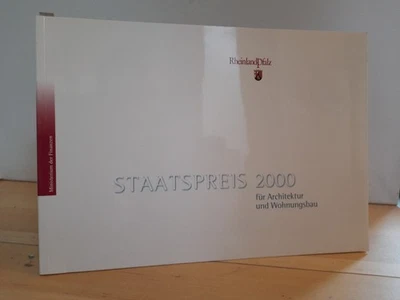 RheinlandPfalz
Ministerium der Finanzen
STAATSPREIS 2000
für Architektur
und Wohnungsbau